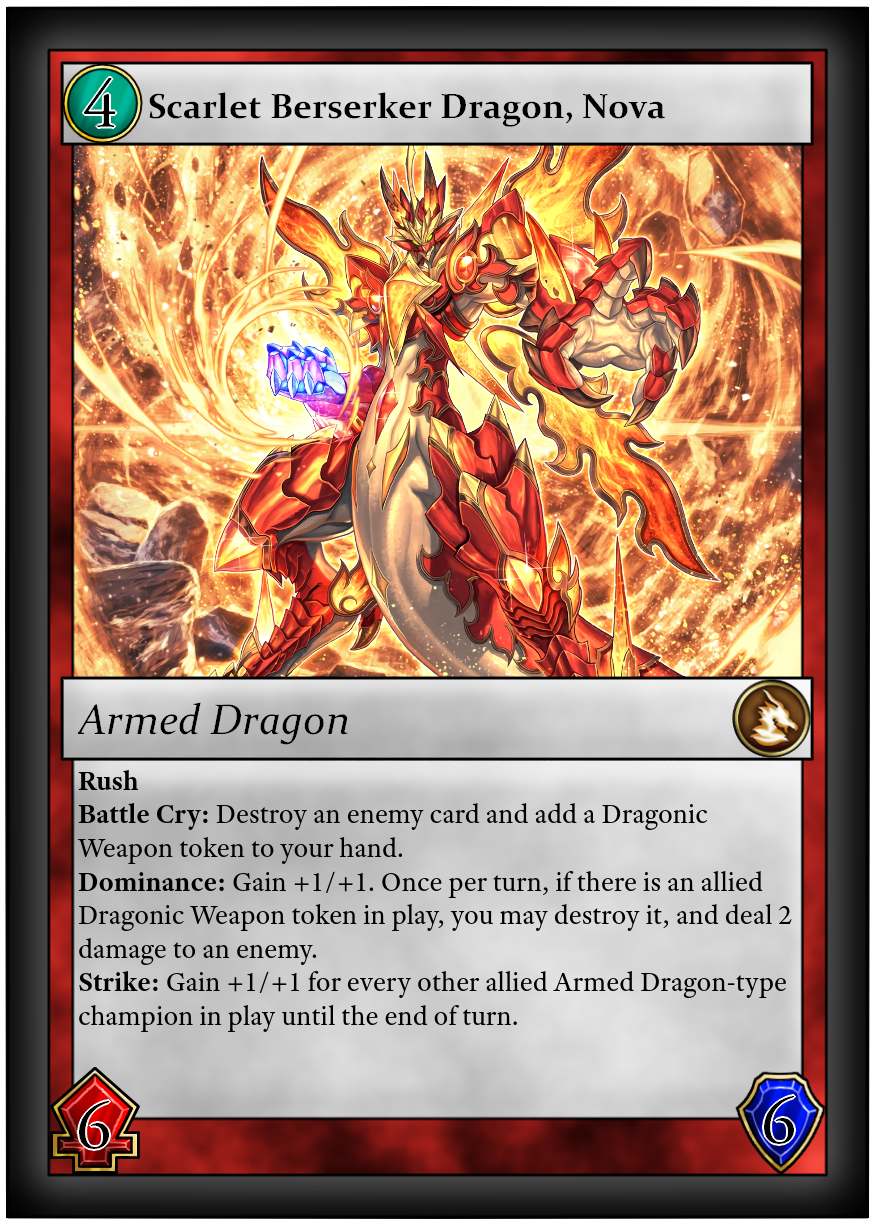 4 Scarlet Berserker Dragon, Nova
Armed Dragon
Rush
Battle Cry: Destroy an enemy card and add a Dragonic
Weapon token to your hand.
Dominance: Gain +1/+1. Once per turn, if there is an allied
Dragonic Weapon token in play, you may destroy it, and deal 2
damage to an enemy.
Strike: Gain +1/+1 for every other allied Armed Dragon-type
champion in play until the end of turn.
6 6